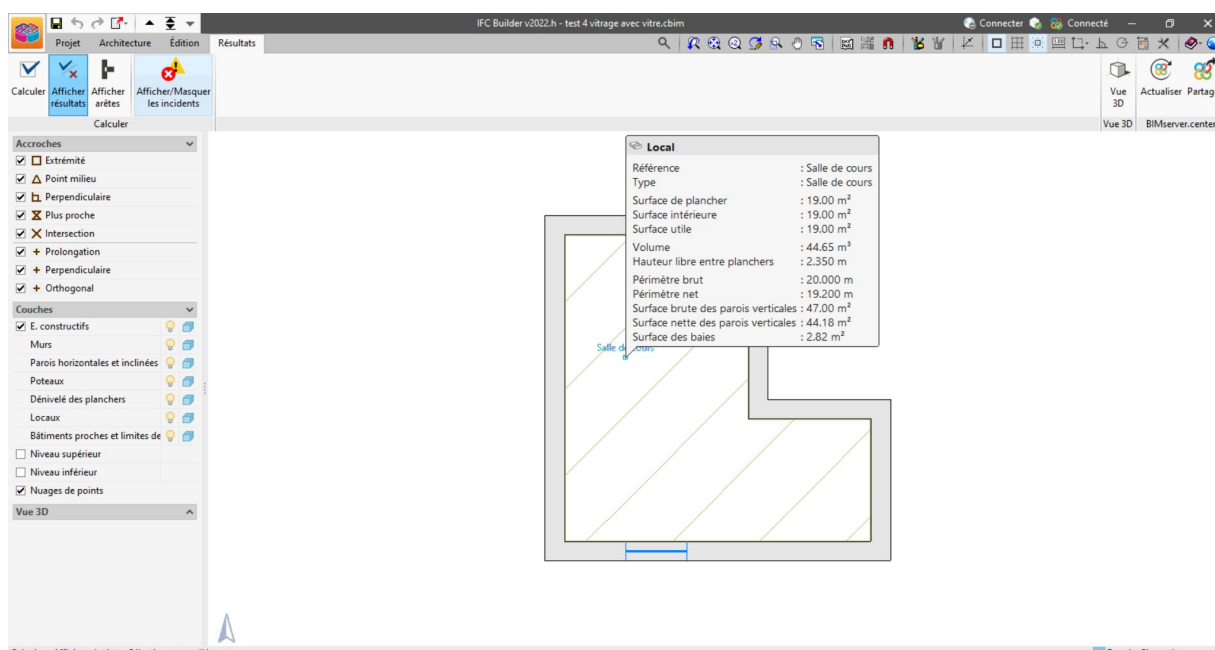 IFC Builder v2022.h - test 4 vitrage avec vitre.cbim
Connecter
Connecté
Projet Architecture Édition Résultats
Calculer
Afficher résultats
Afficher arêtes
Afficher/Masquer les incidents
Vue 3D
Actualiser
Partag
Calculer
Vue 3D
BIMserver.center
Accroches
Extrémité
Point milieu
Perpendiculaire
Plus proche
Intersection
Prolongation
Perpendiculaire
Orthogonal
Couches
E. constructifs
Murs
Parois horizontales et inclinées
Poteaux
Dénivelé des planchers
Locaux
Bâtiments proches et limites de
Niveau supérieur
Niveau inférieur
Nuages de points
Vue 3D
Local
Référence : Salle de cours
Type : Salle de cours
Surface de plancher : 19.00 m²
Surface intérieure : 19.00 m²
Surface utile : 19.00 m²
Volume : 44.65 m³
Hauteur libre entre planchers : 2.350 m
Périmètre brut : 20.000 m
Périmètre net : 19.200 m
Surface brute des parois verticales : 47.00 m²
Surface nette des parois verticales : 44.18 m²
Surface des baies : 2.82 m²
Salle de cours